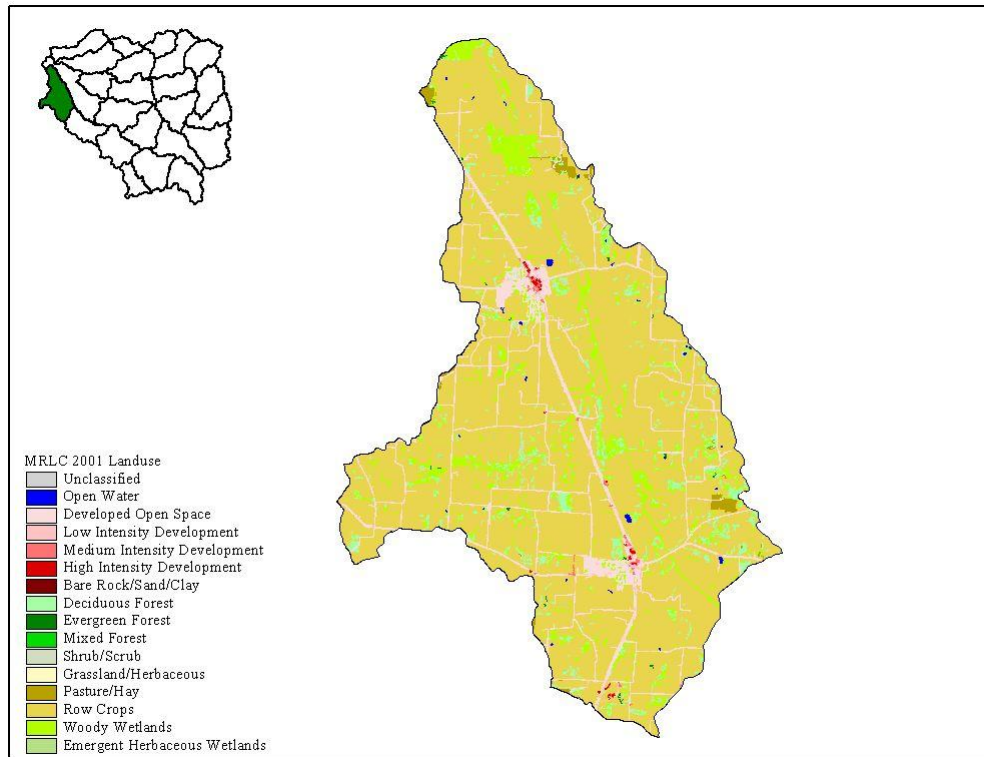 MRLC 2001 Landuse
Unclassified
Open Water
Developed Open Space
Low Intensity Development
Medium Intensity Development
High Intensity Development
Bare Rock/Sand/Clay
Deciduous Forest
Evergreen Forest
Mixed Forest
Shrub/Scrub
Grassland/Herbaceous
Pasture/Hay
Row Crops
Woody Wetlands
Emergent Herbaceous Wetlands